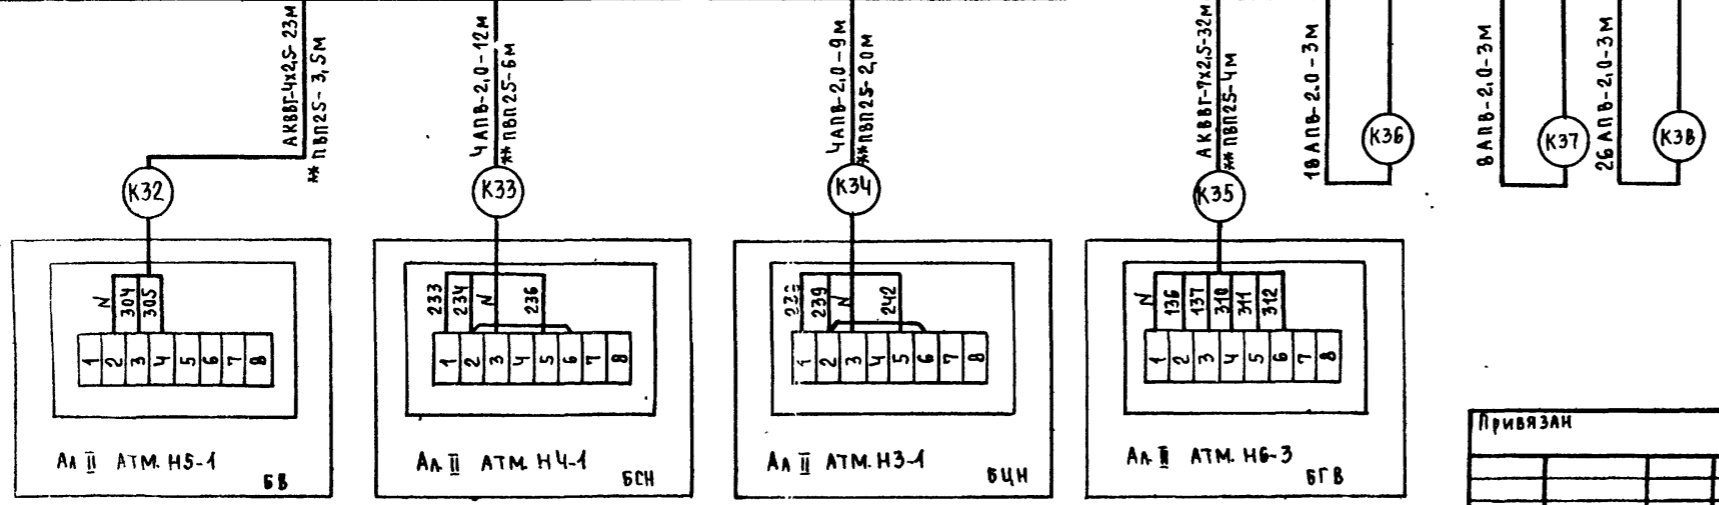 АКВВГ-4х2,5-23м
** ПВП25-3,5м
К32
N
304
305
1 2 3 4 5 6 7 8
Ал II АТМ. Н5-1
БВ
4АПВ-2,0-12м
** ПВП25-6м
К33
233
234
N
236
1 2 3 4 5 6 7 8
Ал II АТМ. Н4-1
БСН
4АПВ-2,0-9м
** ПВП25-2,0м
К34
239
N
242
1 2 3 4 5 6 7 8
Ал II АТМ. Н3-1
БЦН
АКВВГ-7х2,5-32м
** ПВП25-4м
К35
N
136
137
310
311
312
1 2 3 4 5 6 7 8
Ал II АТМ. Н6-3
БГВ
18АПВ-2.0-3м
К36
8АПВ-2,0-3м
К37
26АПВ-2,0-3м
К38
Привязан